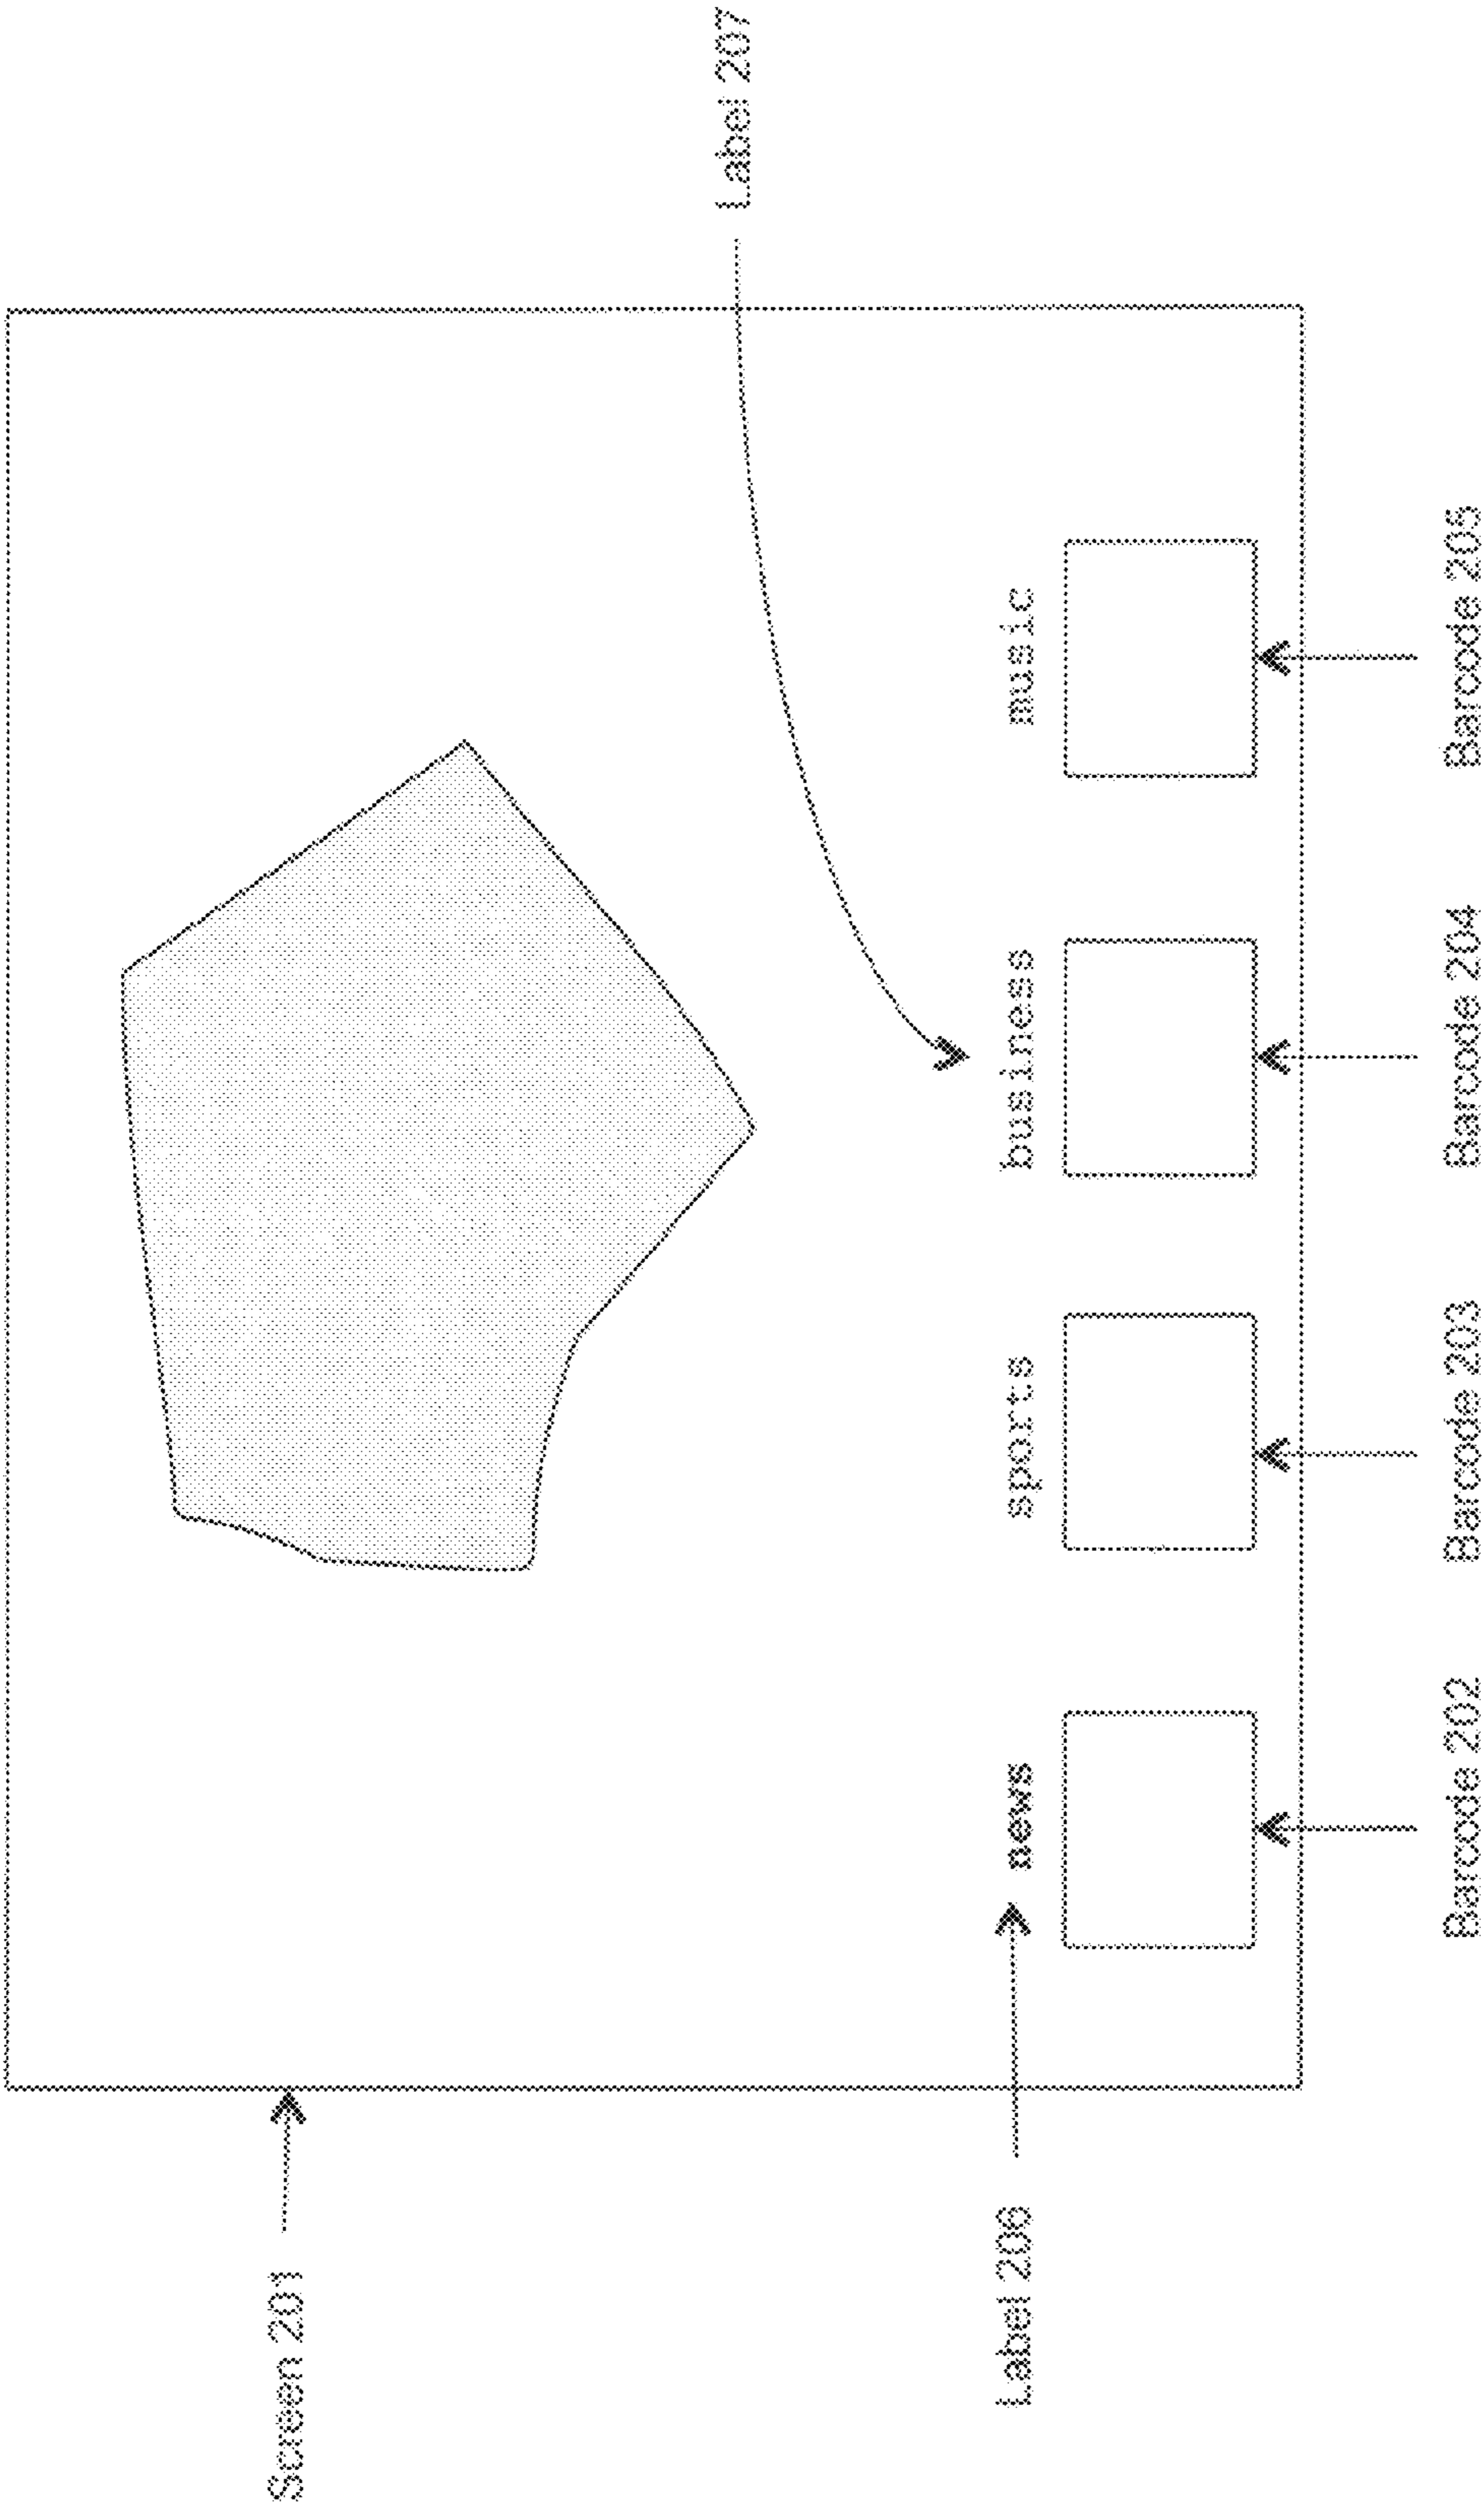 Screen 201
Label 207
Label 206
news
sports
business
music
Barcode 202
Barcode 203
Barcode 204
Barcode 205